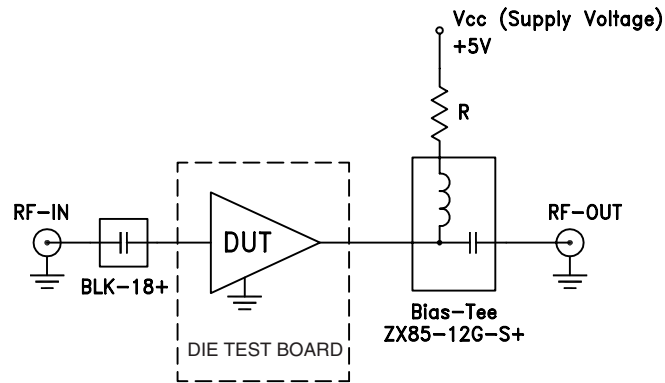 Vcc (Supply Voltage)
+5V
R
RF-IN
DUT
RF-OUT
BLK-18+
Bias-Tee
ZX85-12G-S+
DIE TEST BOARD